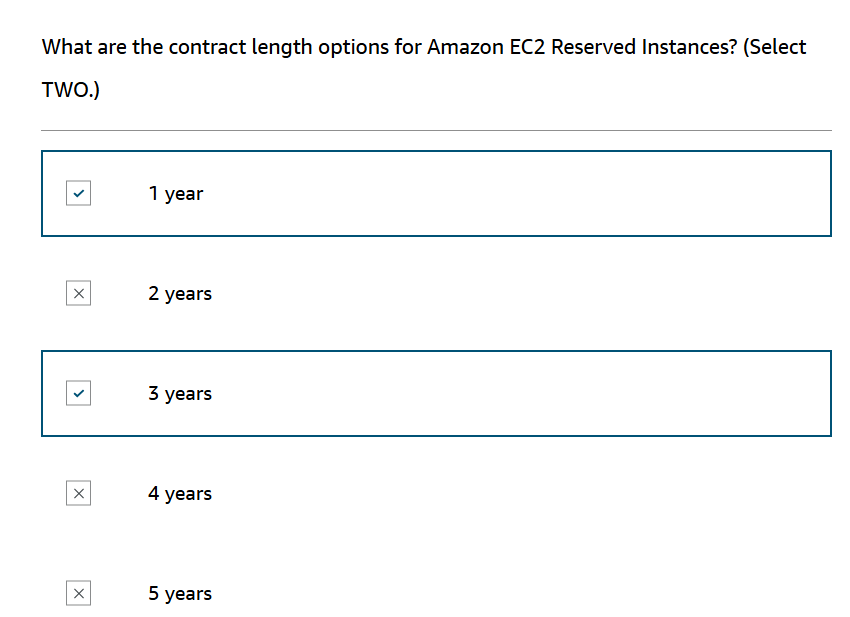 What are the contract length options for Amazon EC2 Reserved Instances? (Select
TWO.)
1 year
2 years
3 years
4 years
5 years